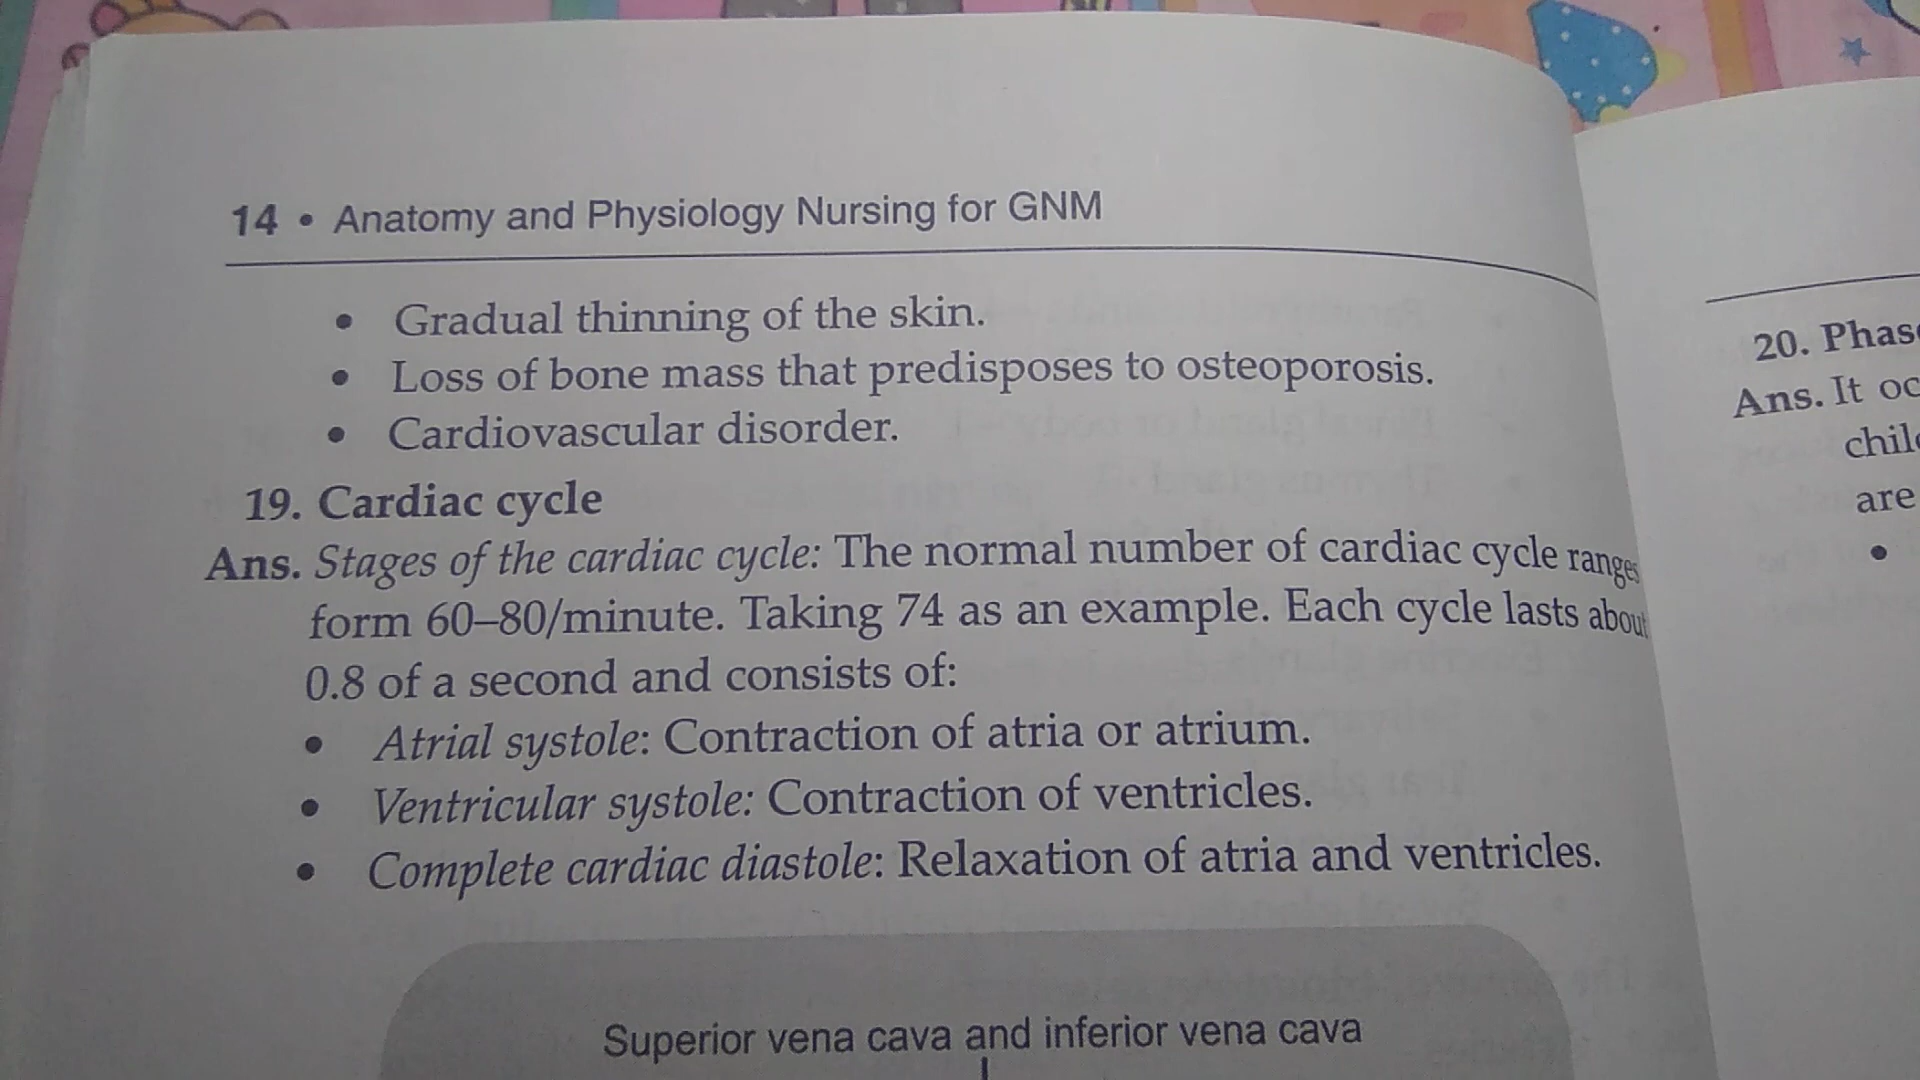 14 • Anatomy and Physiology Nursing for GNM
• Gradual thinning of the skin.
• Loss of bone mass that predisposes to osteoporosis.
• Cardiovascular disorder.
19. Cardiac cycle
Ans. Stages of the cardiac cycle: The normal number of cardiac cycle ranges
form 60–80/minute. Taking 74 as an example. Each cycle lasts about
0.8 of a second and consists of:
• Atrial systole: Contraction of atria or atrium.
• Ventricular systole: Contraction of ventricles.
• Complete cardiac diastole: Relaxation of atria and ventricles.
Superior vena cava and inferior vena cava
20.
Ans. It
are
•